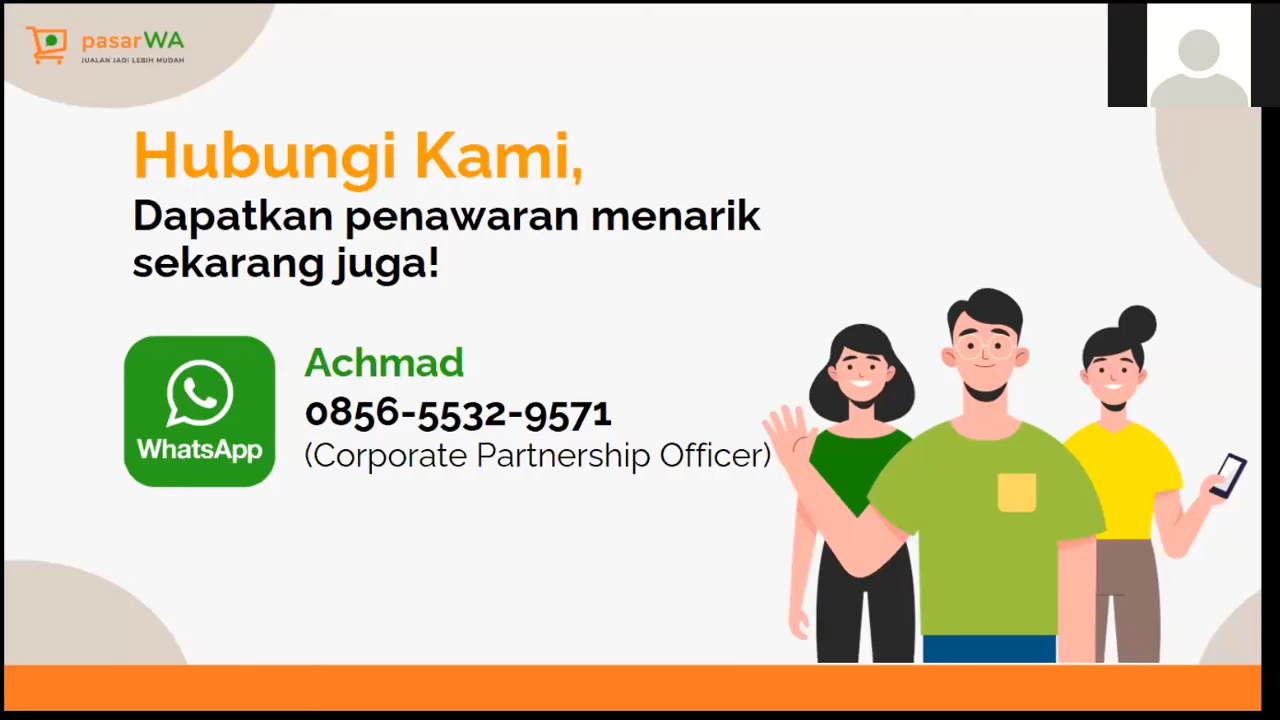 pasarWA
JUALAN JADI LEBIH MUDAH
Hubungi Kami,
Dapatkan penawaran menarik
sekarang juga!
WhatsApp
Achmad
0856-5532-9571
(Corporate Partnership Officer)